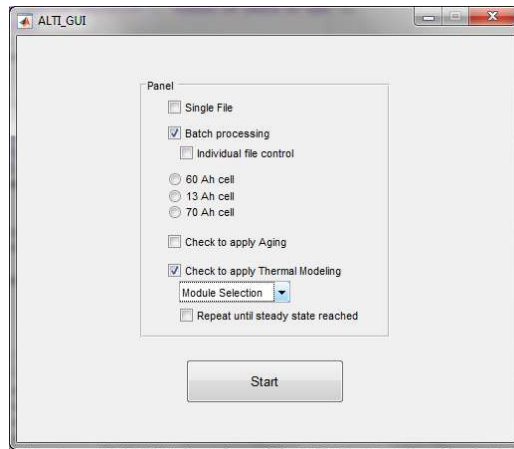 ALTI_GUI
Panel
Single File
Batch processing
Individual file control
60 Ah cell
13 Ah cell
70 Ah cell
Check to apply Aging
Check to apply Thermal Modeling
Module Selection
Repeat until steady state reached
Start